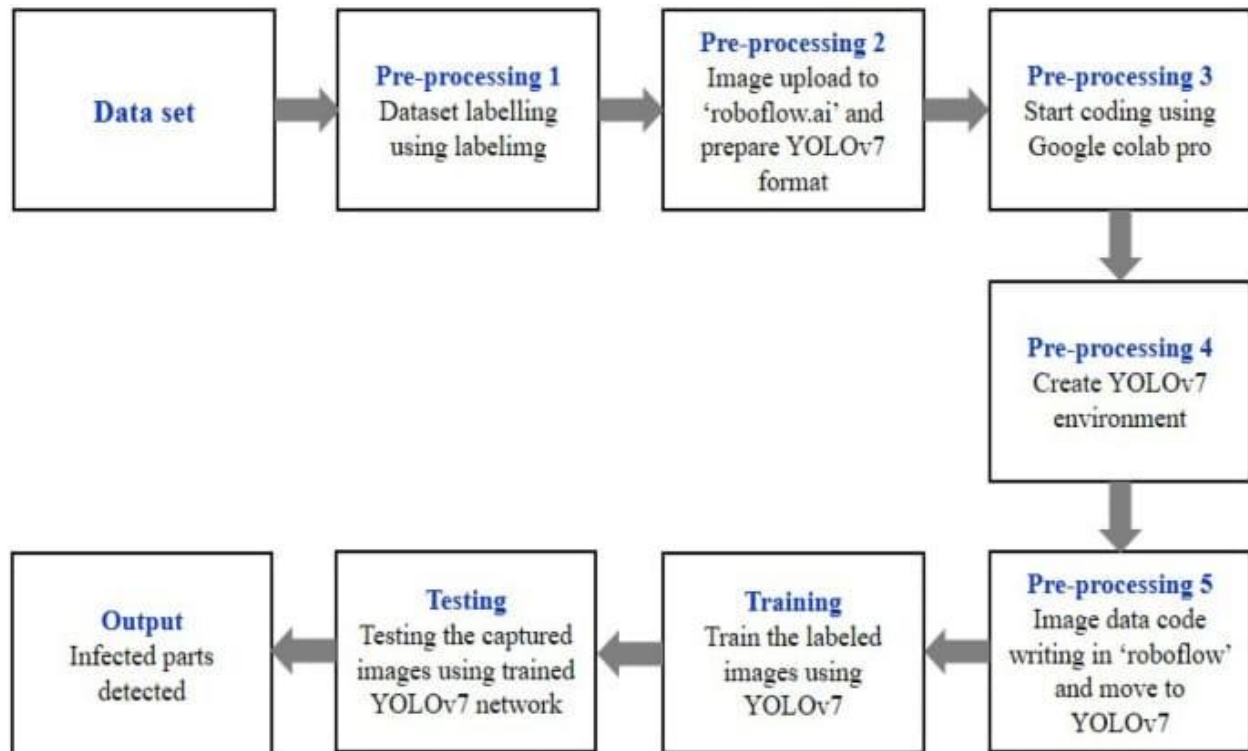 Data set
Pre-processing 1
Dataset labelling
using labelimg
Pre-processing 2
Image upload to
‘roboflow.ai’ and
prepare YOLOv7
format
Pre-processing 3
Start coding using
Google colab pro
Pre-processing 4
Create YOLOv7
environment
Pre-processing 5
Image data code
writing in ‘roboflow’
and move to
YOLOv7
Training
Train the labeled
images using
YOLOv7
Testing
Testing the captured
images using trained
YOLOv7 network
Output
Infected parts
detected